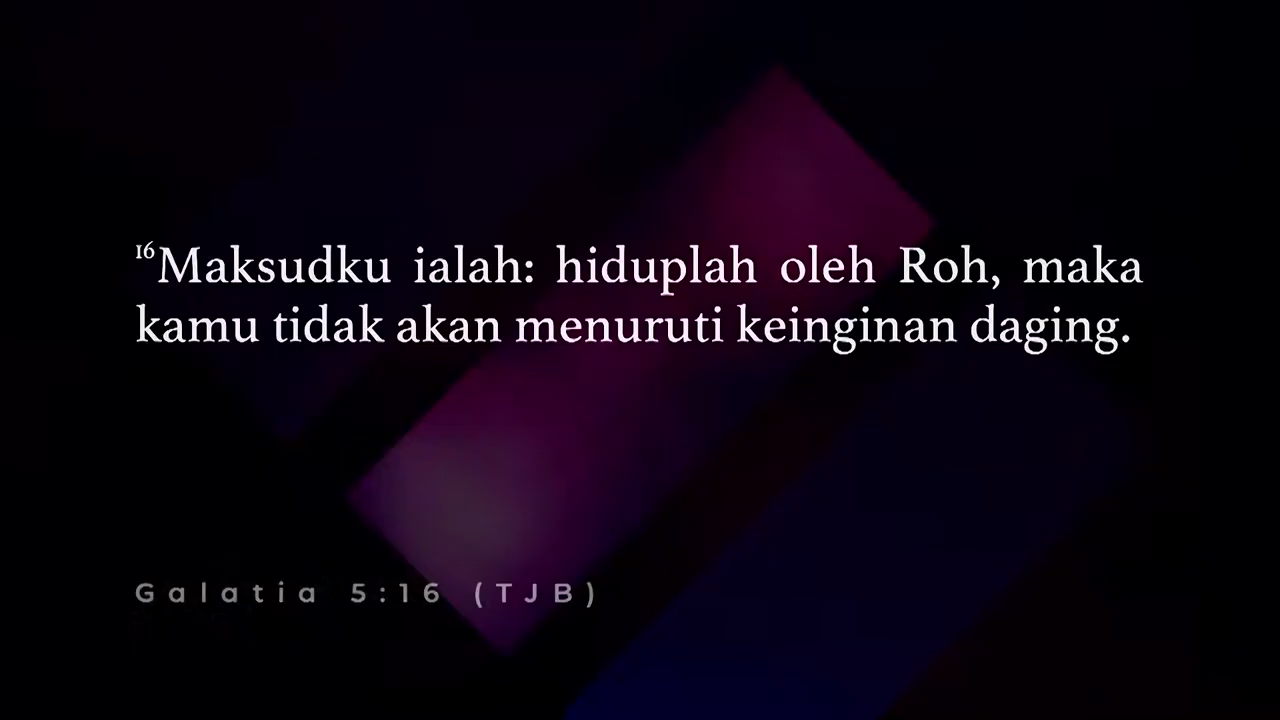 16Maksudku ialah: hiduplah oleh Roh, maka
kamu tidak akan menuruti keinginan daging.
Galatia 5:16 (TJB)